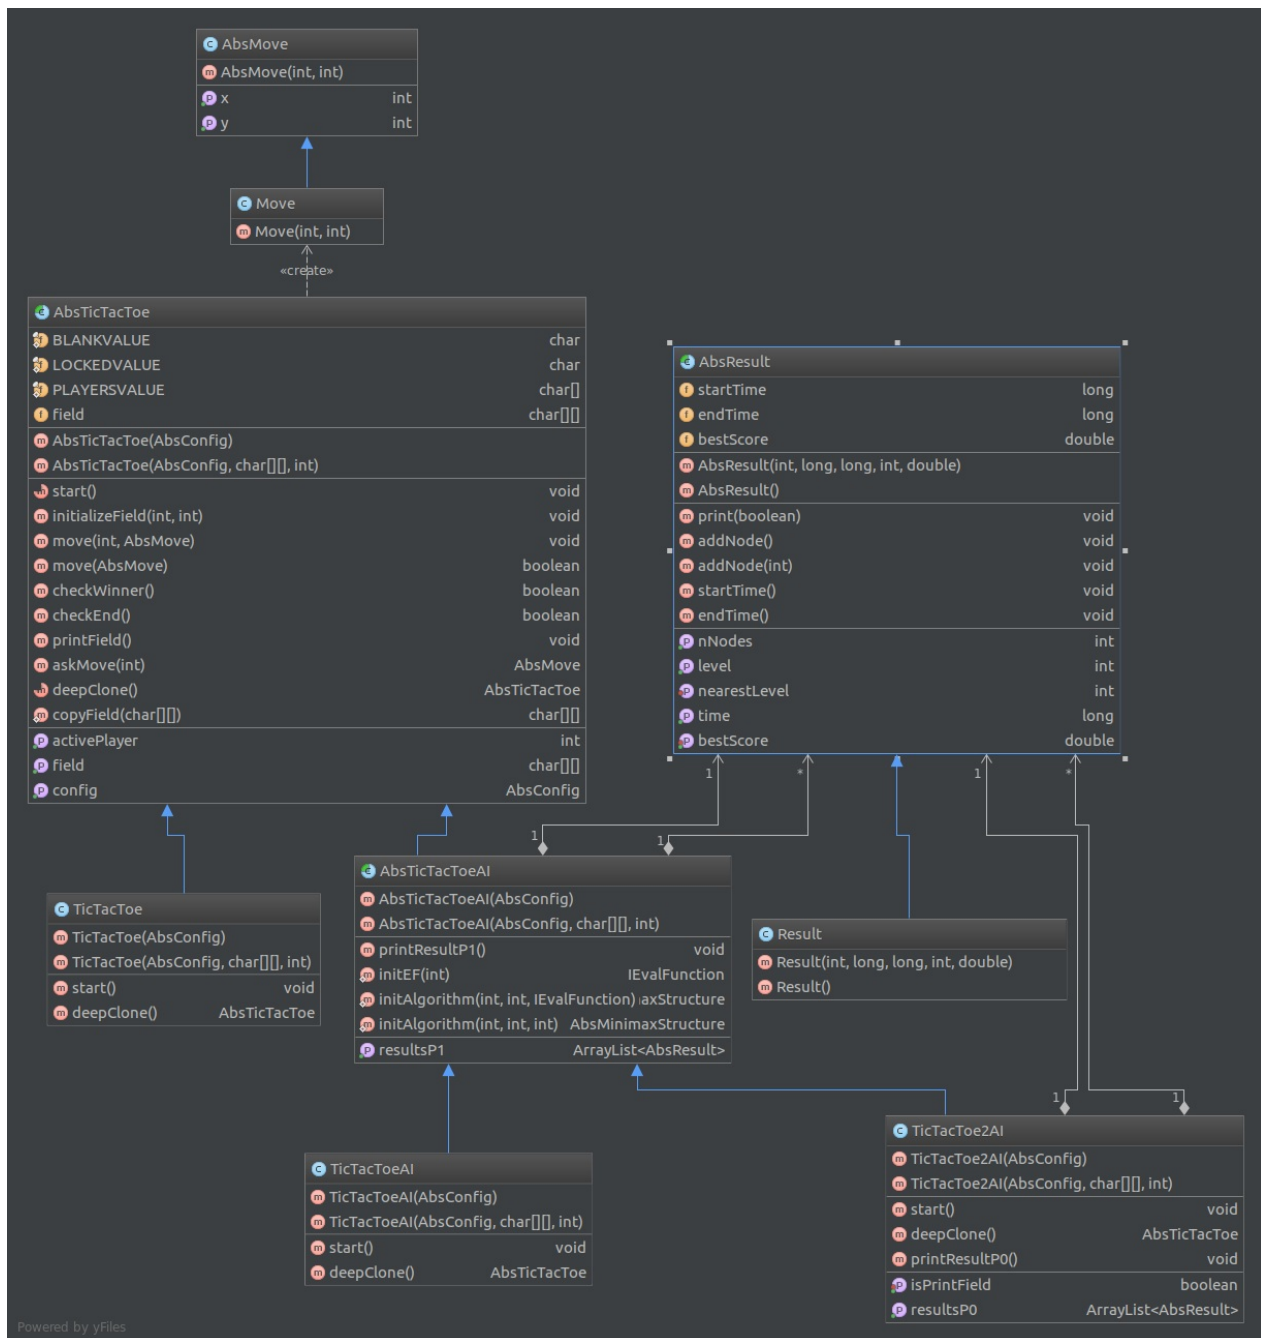 AbsMove
AbsMove(int, int)
x int
y int
Move
Move(int, int)
«create»
AbsTicTacToe
BLANKVALUE char
LOCKEDVALUE char
PLAYERSVALUE char[]
field char[][]
AbsTicTacToe(AbsConfig)
AbsTicTacToe(AbsConfig, char[][], int)
start() void
initializeField(int, int) void
move(int, AbsMove) void
move(AbsMove) boolean
checkWinner() boolean
checkEnd() boolean
printField() void
askMove(int) AbsMove
deepClone() AbsTicTacToe
copyField(char[][]) char[][]
activePlayer int
field char[][]
config AbsConfig
AbsResult
startTime long
endTime long
bestScore double
AbsResult(int, long, long, int, double)
AbsResult()
print(boolean) void
addNode() void
addNode(int) void
startTime() void
endTime() void
nNodes int
level int
nearestLevel int
time long
bestScore double
1 * 1 *
1 1
TicTacToe
TicTacToe(AbsConfig)
TicTacToe(AbsConfig, char[][], int)
start() void
deepClone() AbsTicTacToe
AbsTicTacToeAI
AbsTicTacToeAI(AbsConfig)
AbsTicTacToeAI(AbsConfig, char[][], int)
printResultP1() void
initEF(int) IEvalFunction
initAlgorithm(int, int, IEvalFunction) axStructure
initAlgorithm(int, int, int) AbsMinimaxStructure
resultsP1 ArrayList<AbsResult>
Result
Result(int, long, long, int, double)
Result()
1 1
TicTacToeAI
TicTacToeAI(AbsConfig)
TicTacToeAI(AbsConfig, char[][], int)
start() void
deepClone() AbsTicTacToe
TicTacToe2AI
TicTacToe2AI(AbsConfig)
TicTacToe2AI(AbsConfig, char[][], int)
start() void
deepClone() AbsTicTacToe
printResultP0() void
isPrintField boolean
resultsP0 ArrayList<AbsResult>
Powered by yFiles